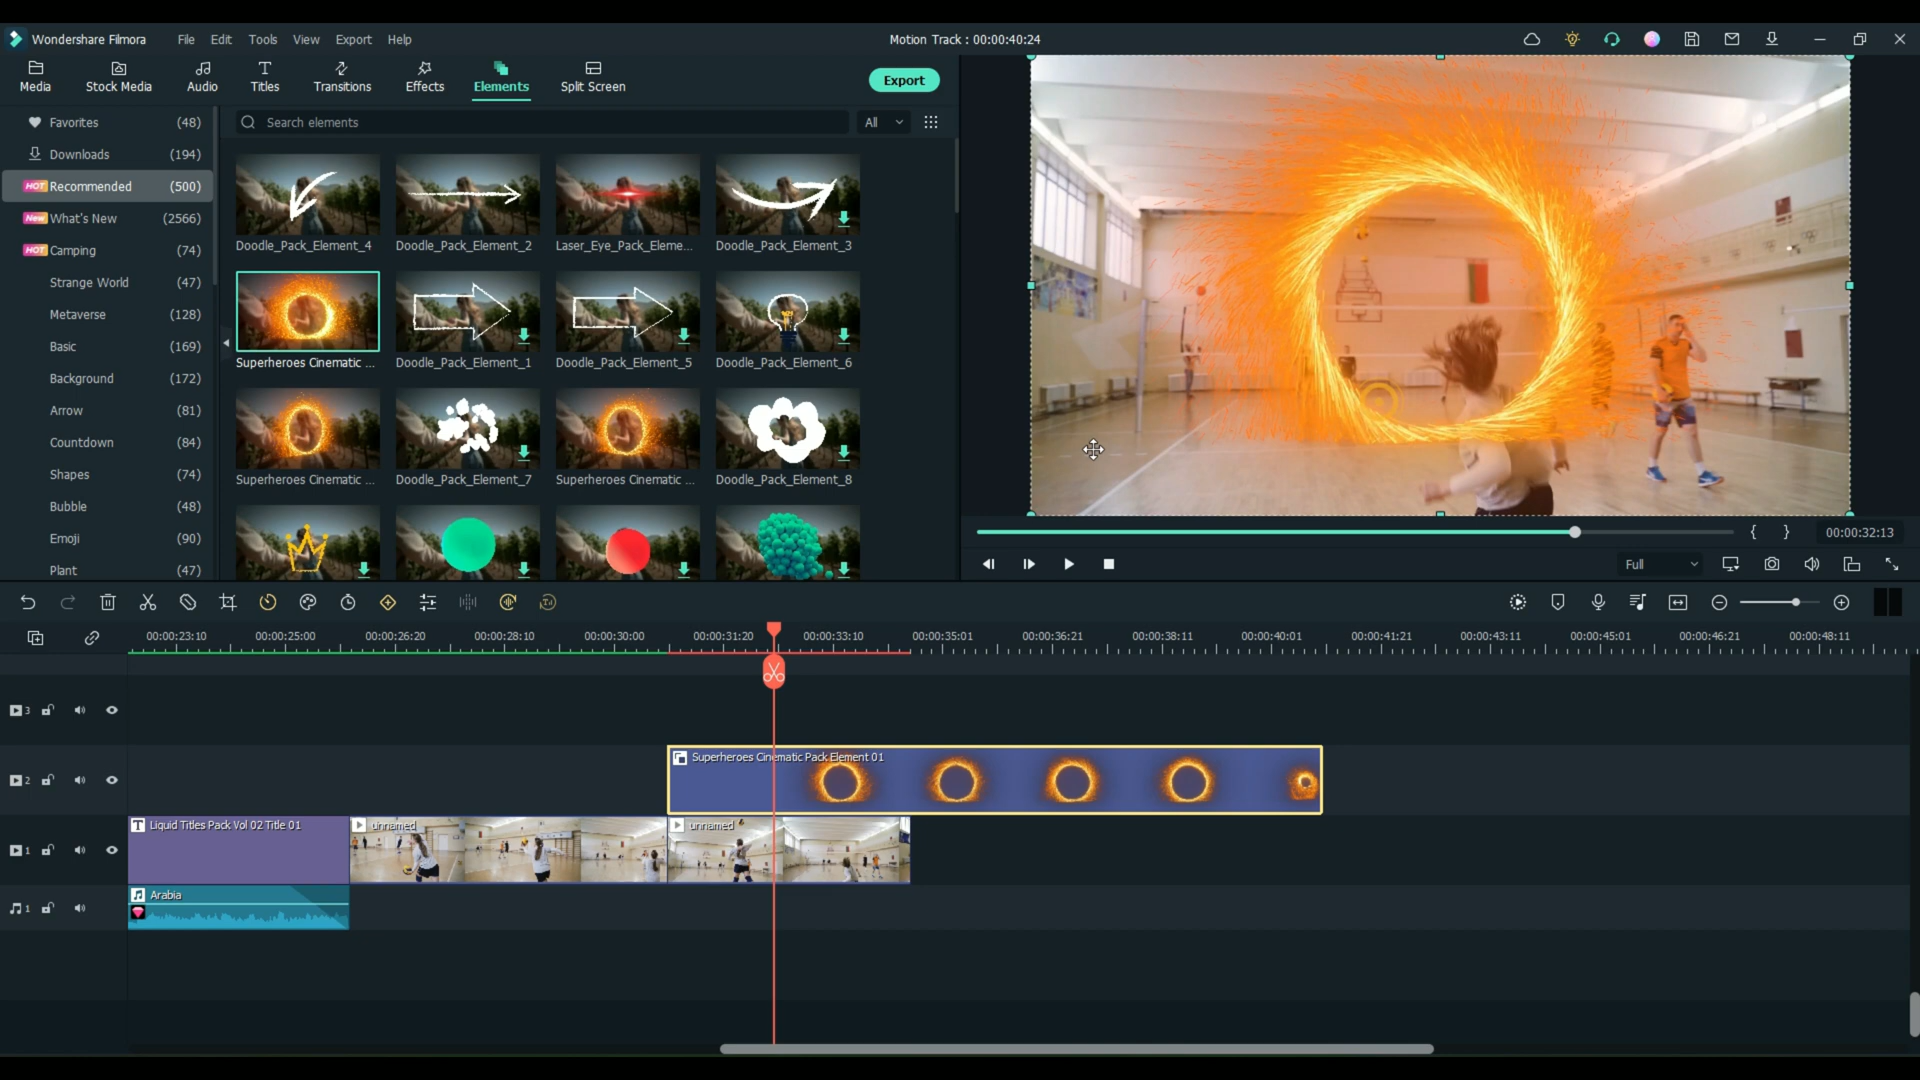 Wondershare Filmora
File Edit Tools View Export Help
Motion Track : 00:00:40:24
Media
Stock Media
Audio
Titles
Transitions
Effects
Elements
Split Screen
Export
Favorites (48)
Downloads (194)
HOT Recommended (500)
New What's New (2566)
HOT Camping (74)
Strange World (47)
Metaverse (128)
Basic (169)
Background (172)
Arrow (81)
Countdown (84)
Shapes (74)
Bubble (48)
Emoji (90)
Plant (47)
Search elements
All
Doodle_Pack_Element_4
Doodle_Pack_Element_2
Laser_Eye_Pack_Eleme...
Doodle_Pack_Element_3
Superheroes Cinematic ...
Doodle_Pack_Element_1
Doodle_Pack_Element_5
Doodle_Pack_Element_6
Superheroes Cinematic ...
Doodle_Pack_Element_7
Superheroes Cinematic ...
Doodle_Pack_Element_8
{ } 00:00:32:13
Full
00:00:23:10 00:00:25:00 00:00:26:20 00:00:28:10 00:00:30:00 00:00:31:20 00:00:33:10 00:00:35:01 00:00:36:21 00:00:38:11 00:00:40:01 00:00:41:21 00:00:43:11 00:00:45:01 00:00:46:21 00:00:48:11
3
2
Superheroes Cinematic Pack Element 01
1
T Liquid Titles Pack Vol 02 Title 01
unnamed
unnamed
1
Arabia